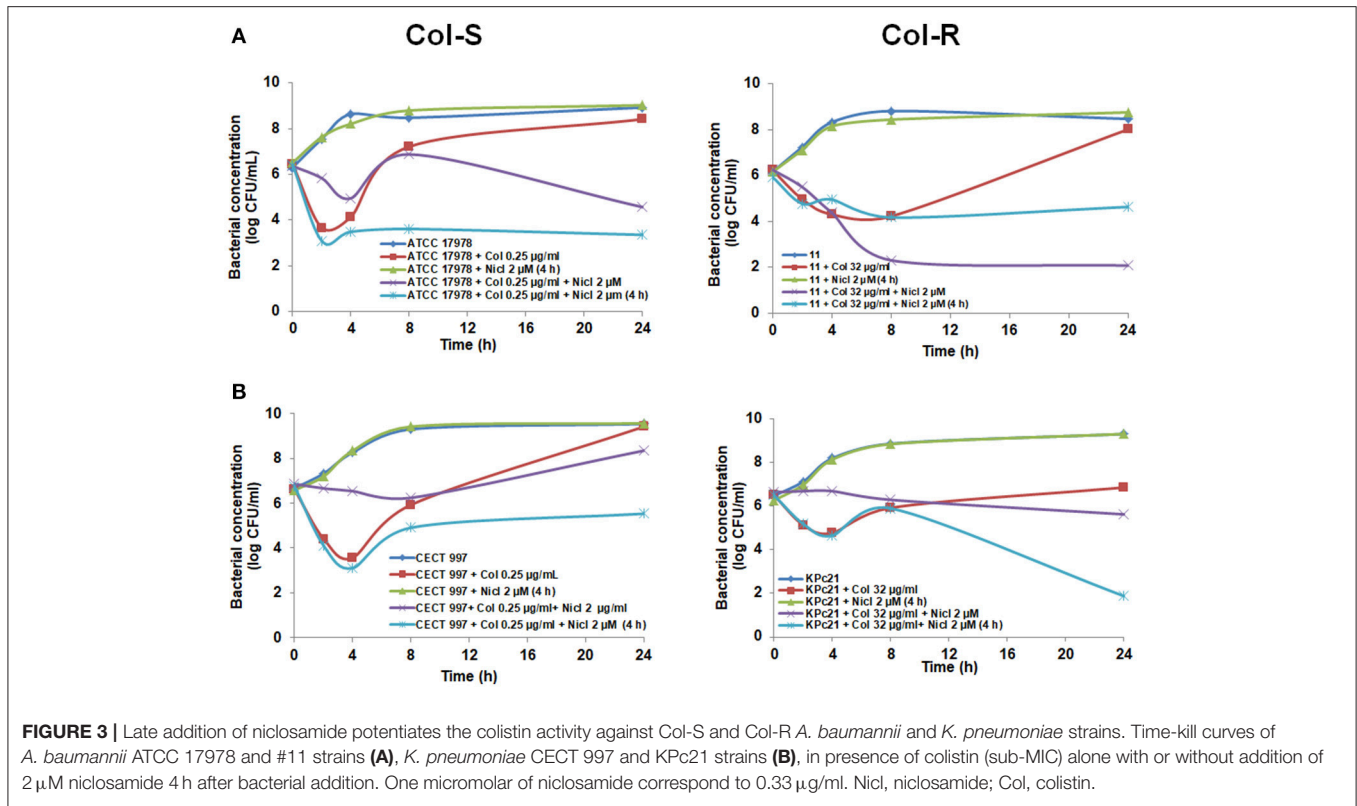 A
Col-S
Col-R
Bacterial concentration
(log CFU/mL)
10
8
6
4
2
0
ATCC 17978
ATCC 17978 + Col 0.25 µg/ml
ATCC 17978 + Nicl 2 µM (4 h)
ATCC 17978 + Col 0.25 µg/ml + Nicl 2 µM
ATCC 17978 + Col 0.25 µg/ml + Nicl 2 µm (4 h)
0 4 8 12 16 20 24
Time (h)
Bacterial concentration
(log CFU/ml)
10
8
6
4
2
0
11
11 + Col 32 µg/ml
11 + Nicl 2 µM (4 h)
11 + Col 32 µg/ml + Nicl 2 µM
11 + Col 32 µg/ml + Nicl 2 µM (4 h)
0 4 8 12 16 20 24
Time (h)
B
Bacterial concentration
(log CFU/ml)
10
8
6
4
2
0
CECT 997
CECT 997 + Col 0.25 µg/mL
CECT 997 + Nicl 2 µM (4 h)
CECT 997+ Col 0.25 µg/ml+ Nicl 2 µg/ml
CECT 997 + Col 0.25 µg/ml + Nicl 2 µM (4 h)
0 4 8 12 16 20 24
Time (h)
Bacterial concentration
(log CFU/ml)
10
8
6
4
2
0
KPc21
KPc21 + Col 32 µg/ml
KPc21 + Nicl 2 µM (4 h)
KPc21 + Col 32 µg/ml + Nicl 2 µM
KPc21 + Col 32 µg/ml+ Nicl 2 µM (4 h)
0 4 8 12 16 20 24
Time (h)
FIGURE 3 | Late addition of niclosamide potentiates the colistin activity against Col-S and Col-R A. baumannii and K. pneumoniae strains. Time-kill curves of
A. baumannii ATCC 17978 and #11 strains (A), K. pneumoniae CECT 997 and KPc21 strains (B), in presence of colistin (sub-MIC) alone with or without addition of
2 µM niclosamide 4 h after bacterial addition. One micromolar of niclosamide correspond to 0.33 µg/ml. Nicl, niclosamide; Col, colistin.